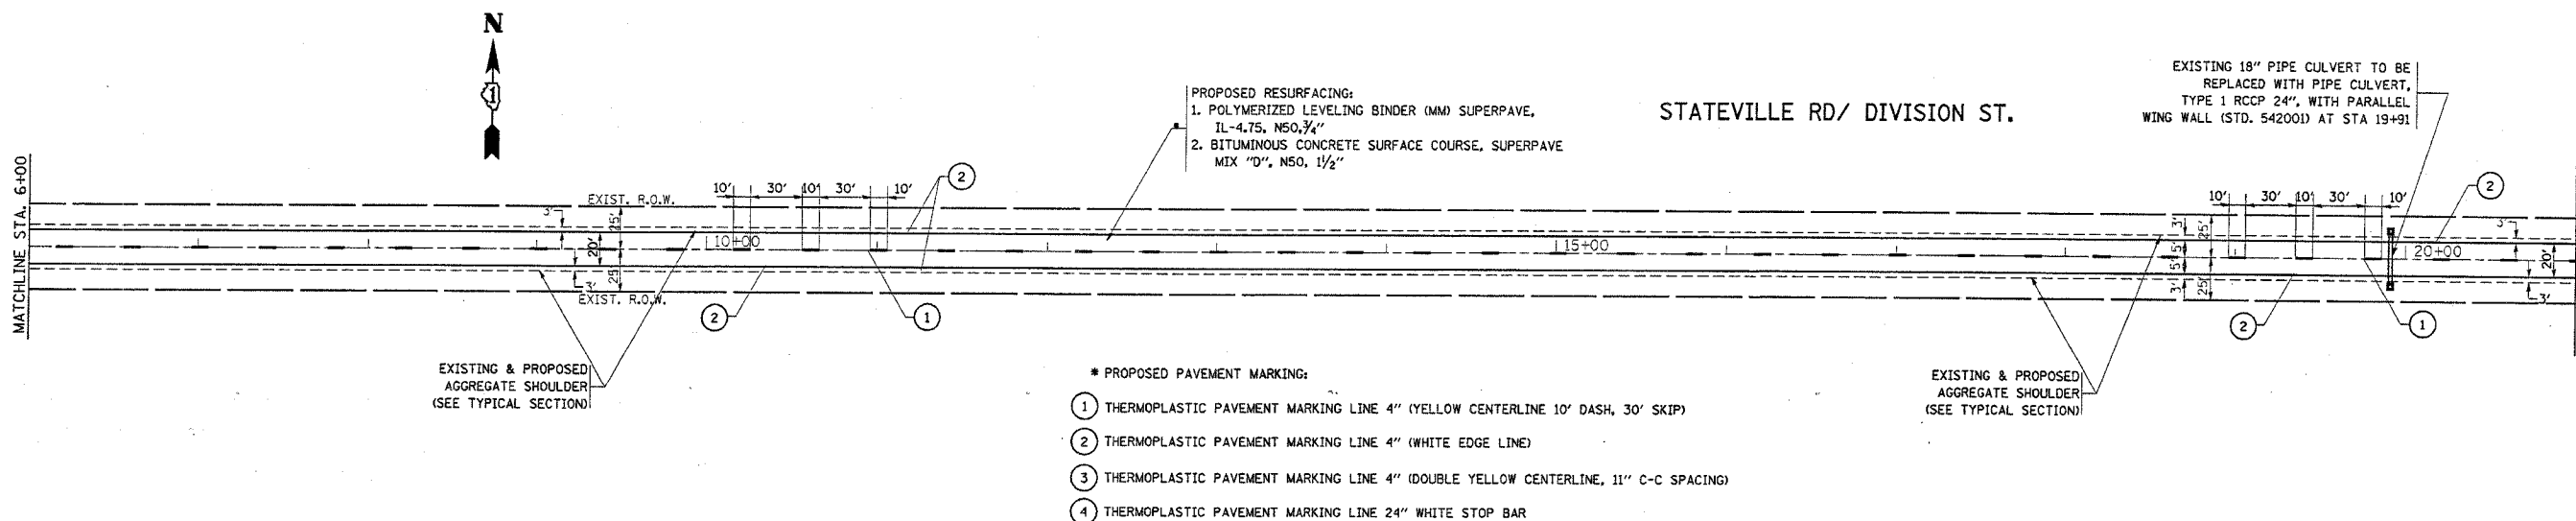 N
1
PROPOSED RESURFACING:
1. POLYMERIZED LEVELING BINDER (MM) SUPERPAVE,
IL-4.75, N50,3/4"
2. BITUMINOUS CONCRETE SURFACE COURSE, SUPERPAVE
MIX "D", N50, 1 1/2"
STATEVILLE RD/ DIVISION ST.
EXISTING 18" PIPE CULVERT TO BE
REPLACED WITH PIPE CULVERT,
TYPE 1 RCCP 24", WITH PARALLEL
WING WALL (STD. 542001) AT STA 19+91
MATCHLINE STA. 6+00
EXIST. R.O.W.
10' 30' 10' 30' 10'
2
10' 30' 10' 30' 10'
2
3'
25'
20'
25'
3'
10+00
15+00
3'
25'
5'
5'
3'
25'
20+00
3'
20'
3'
EXIST. R.O.W.
2
1
2
1
EXISTING & PROPOSED
AGGREGATE SHOULDER
(SEE TYPICAL SECTION)
EXISTING & PROPOSED
AGGREGATE SHOULDER
(SEE TYPICAL SECTION)
* PROPOSED PAVEMENT MARKING:
1 THERMOPLASTIC PAVEMENT MARKING LINE 4" (YELLOW CENTERLINE 10' DASH, 30' SKIP)
2 THERMOPLASTIC PAVEMENT MARKING LINE 4" (WHITE EDGE LINE)
3 THERMOPLASTIC PAVEMENT MARKING LINE 4" (DOUBLE YELLOW CENTERLINE, 11" C-C SPACING)
4 THERMOPLASTIC PAVEMENT MARKING LINE 24" WHITE STOP BAR